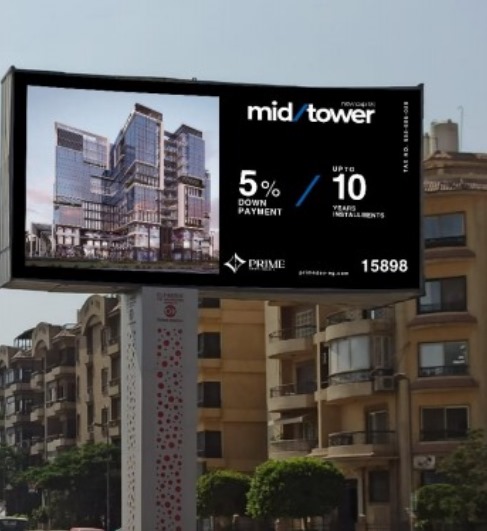 new capital
mid/tower
5%
DOWN
PAYMENT
/
UP TO
10
YEARS
INSTALLMENTS
PRIME
15898